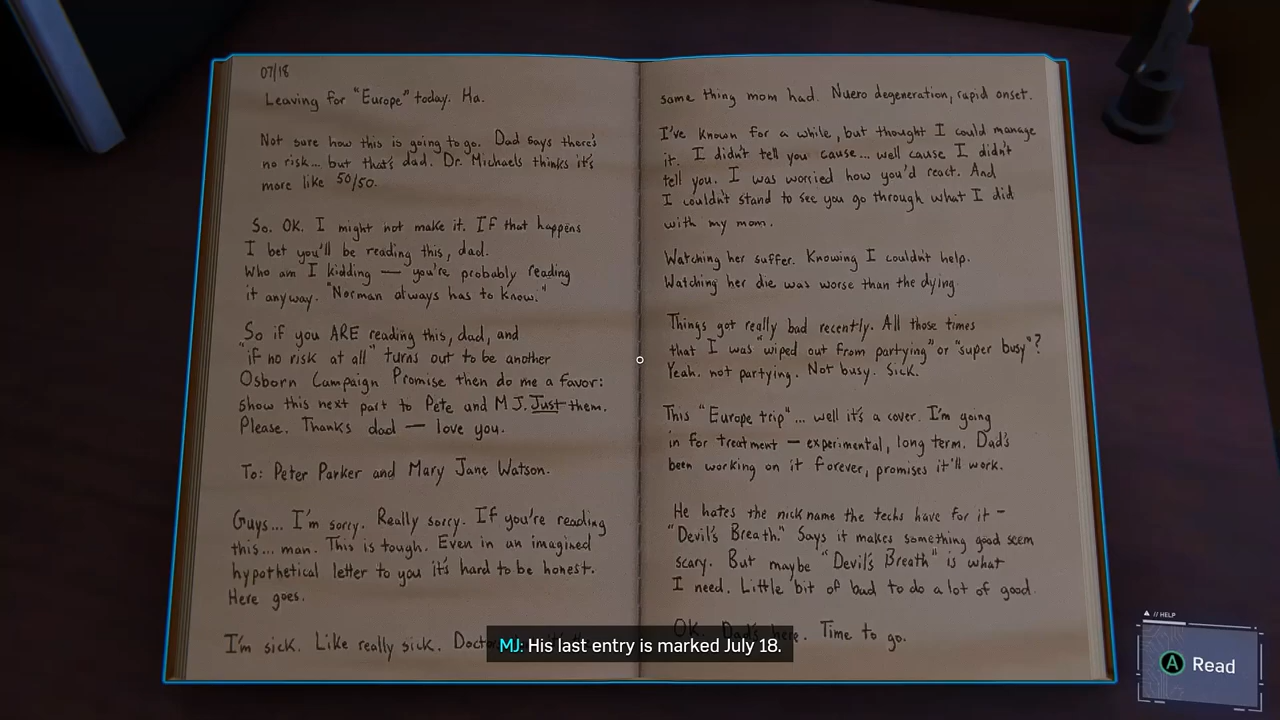 07/18
Leaving for "Europe" today. Ha.
Not sure how this is going to go. Dad says there's
no risk... but that's dad. Dr. Michaels thinks it's
more like 50/50.
So. OK. I might not make it. IF that happens
I bet you'll be reading this, dad.
Who am I kidding — you're probably reading
it anyway. "Norman always has to know."
So if you ARE reading this, dad, and
"if no risk at all" turns out to be another
Osborn Campaign Promise then do me a favor:
show this next part to Pete and MJ. Just them.
Please. Thanks dad — love you.
To: Peter Parker and Mary Jane Watson.
Guys... I'm sorry. Really sorry. If you're reading
this... man. This is tough. Even in an imagined
hypothetical letter to you it's hard to be honest.
Here goes.
I'm sick. Like really sick.
same thing mom had. Nuero degeneration, rapid onset.
I've known for a while, but thought I could manage
it. I didn't tell you cause... well cause I didn't
tell you. I was worried how you'd react. And
I couldn't stand to see you go through what I did
with my mom.
Watching her suffer. Knowing I couldn't help.
Watching her die was worse than the dying.
Things got really bad recently. All those times
that I was "wiped out from partying" or "super busy"?
Yeah. not partying. Not busy. Sick.
This "Europe trip"... well it's a cover. I'm going
in for treatment — experimental, long term. Dad's
been working on it forever, promises it'll work.
He hates the nickname the techs have for it -
"Devil's Breath." Says it makes something good seem
scary. But maybe "Devil's Breath" is what
I need. Little bit of bad to do a lot of good.
OK. Dad's here. Time to go.
MJ: His last entry is marked July 18.
// HELP
A Read